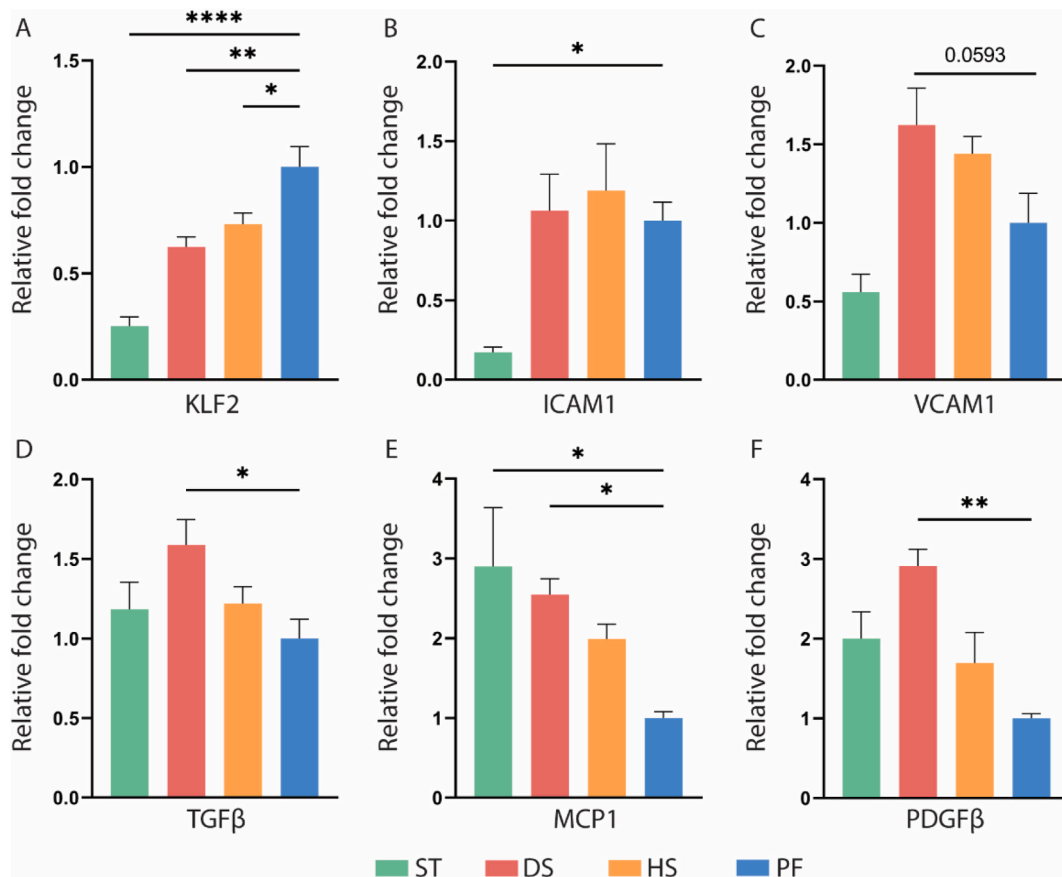 A
Relative fold change
1.5
1.0
0.5
0.0
****
**
*
KLF2
B
Relative fold change
2.0
1.5
1.0
0.5
0.0
*
ICAM1
C
Relative fold change
2.0
1.5
1.0
0.5
0.0
0.0593
VCAM1
D
Relative fold change
2.0
1.5
1.0
0.5
0.0
*
TGFβ
E
Relative fold change
4
3
2
1
0
*
*
MCP1
F
Relative fold change
4
3
2
1
0
**
PDGFβ
ST DS HS PF